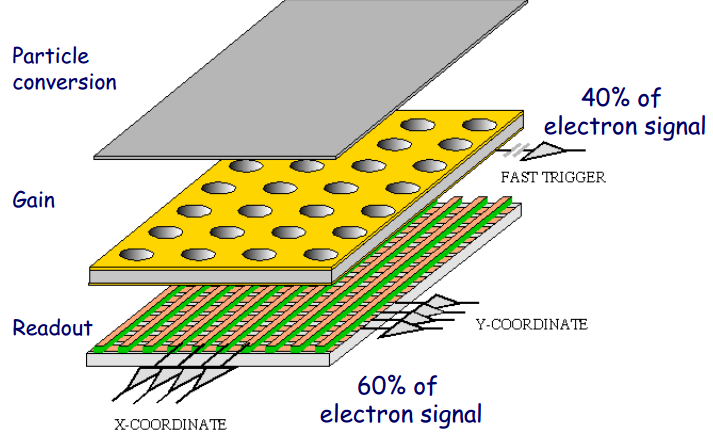 Particle
conversion
40% of
electron signal
FAST TRIGGER
Gain
Readout
Y-COORDINATE
60% of
electron signal
X-COORDINATE